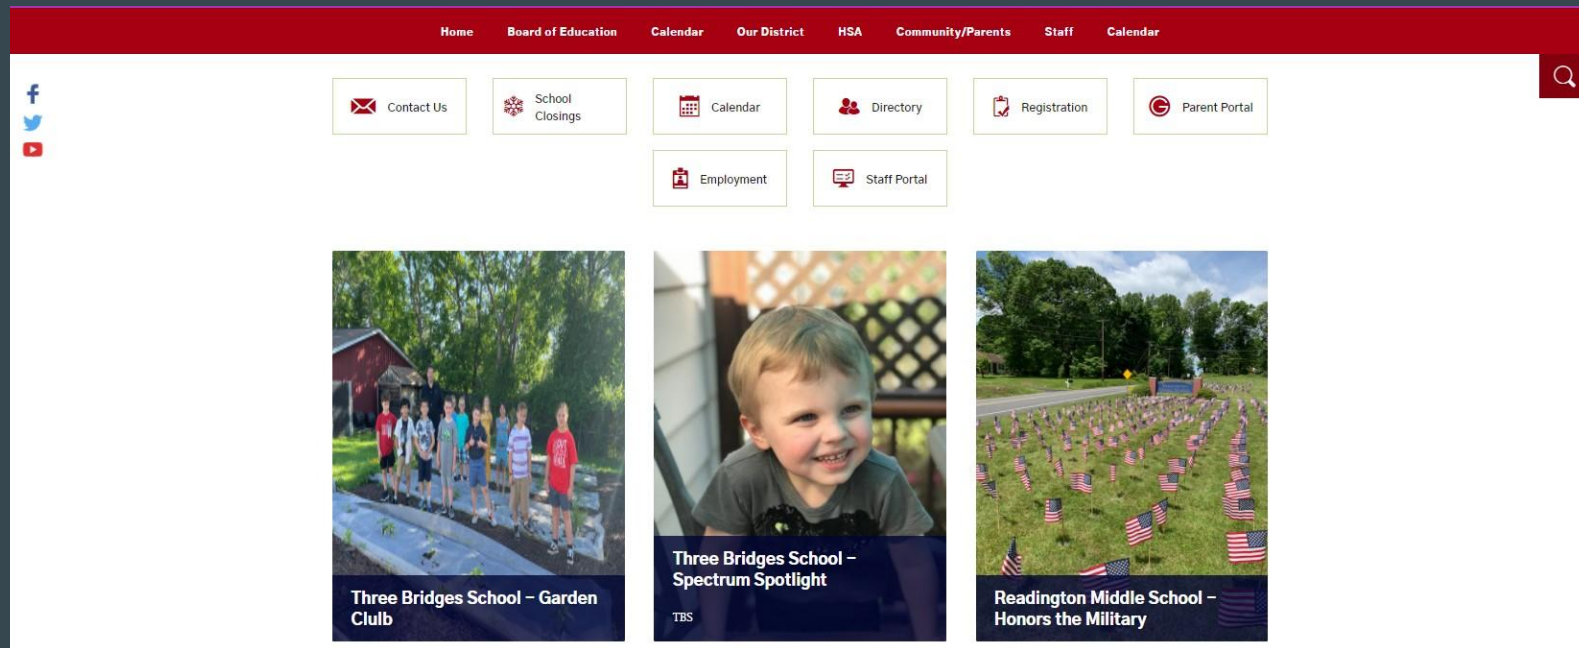 Home Board of Education Calendar Our District HSA Community/Parents Staff Calendar
Contact Us
School
Closings
Calendar
Directory
Registration
Parent Portal
Employment
Staff Portal
Three Bridges School – Garden
Clulb
Three Bridges School –
Spectrum Spotlight
TBS
Readington Middle School –
Honors the Military